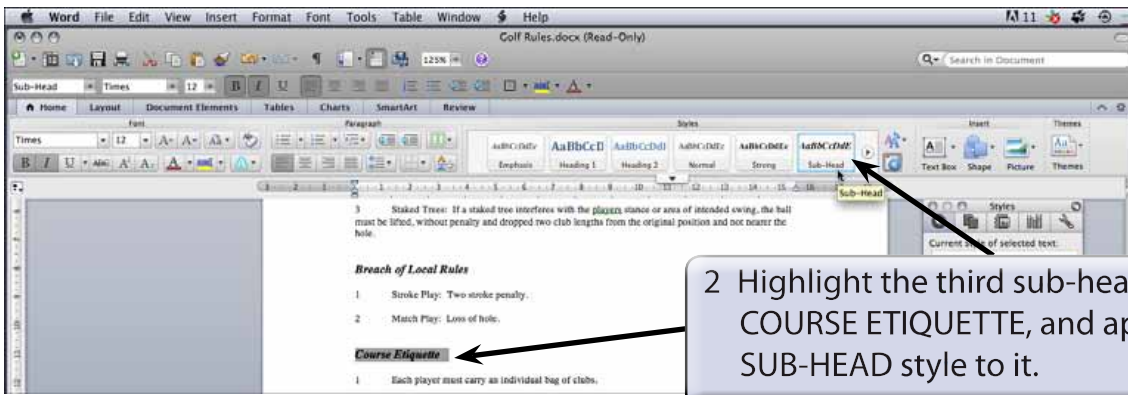 Word File Edit View Insert Format Font Tools Table Window Help
11
Golf Rules.docx (Read-Only)
125%
Search in Document
Sub-Head Times 12 B I U
Home Layout Document Elements Tables Charts SmartArt Review
Font Paragraph Styles Insert Themes
Times 12
AaBbCcDdEe AaBbCcD AaBbCcDdI AaBbCcDdEe AaBbCcDdEe AaBbCcDdE
B I U ABC
Emphasis Heading 1 Heading 2 Normal Strong Sub-Head
Text Box Shape Picture Themes
Sub-Head
Styles
Current style of selected text:
3 Staked Trees: If a staked tree interferes with the players stance or area of intended swing, the ball
must be lifted, without penalty and dropped two club lengths from the original position and not nearer the
hole.
Breach of Local Rules
1 Stroke Play: Two stroke penalty.
2 Match Play: Loss of hole.
Course Etiquette
1 Each player must carry an individual bag of clubs.
2 Highlight the third sub-hea
COURSE ETIQUETTE, and ap
SUB-HEAD style to it.